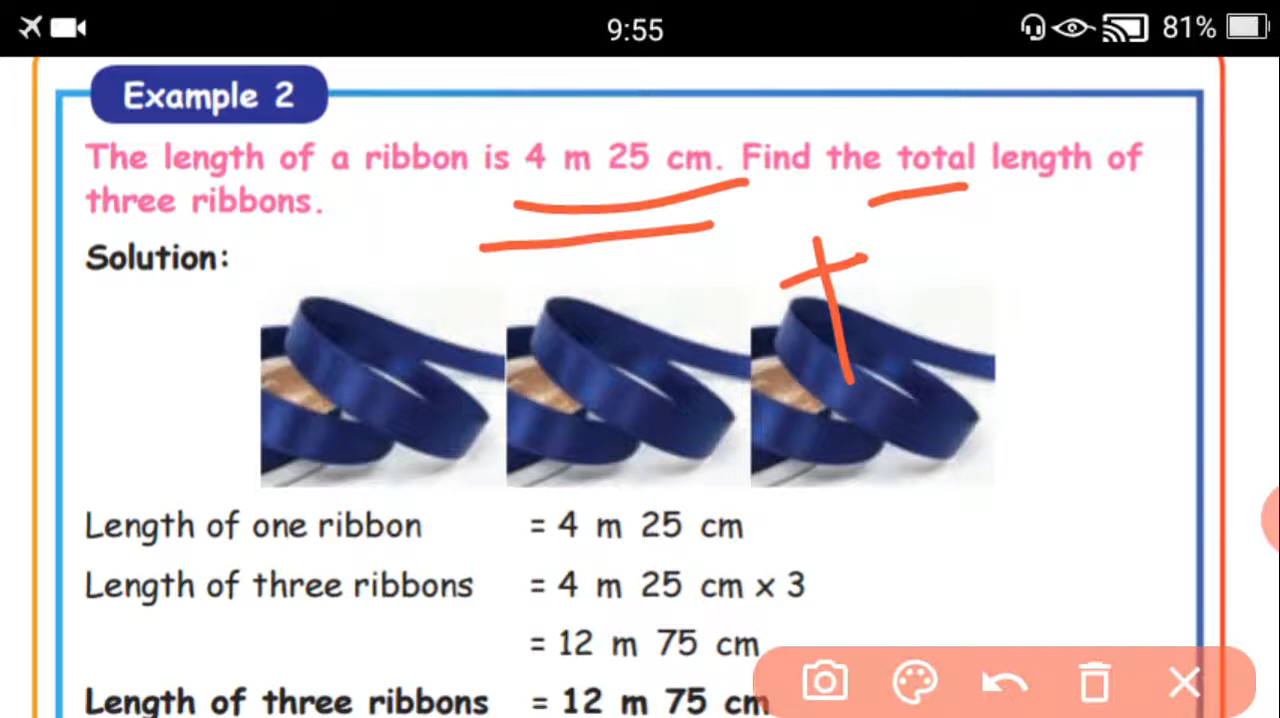 9:55
81%
Example 2
The length of a ribbon is 4 m 25 cm. Find the total length of
three ribbons.
Solution:
Length of one ribbon = 4 m 25 cm
Length of three ribbons = 4 m 25 cm x 3
= 12 m 75 cm
Length of three ribbons = 12 m 75 cm